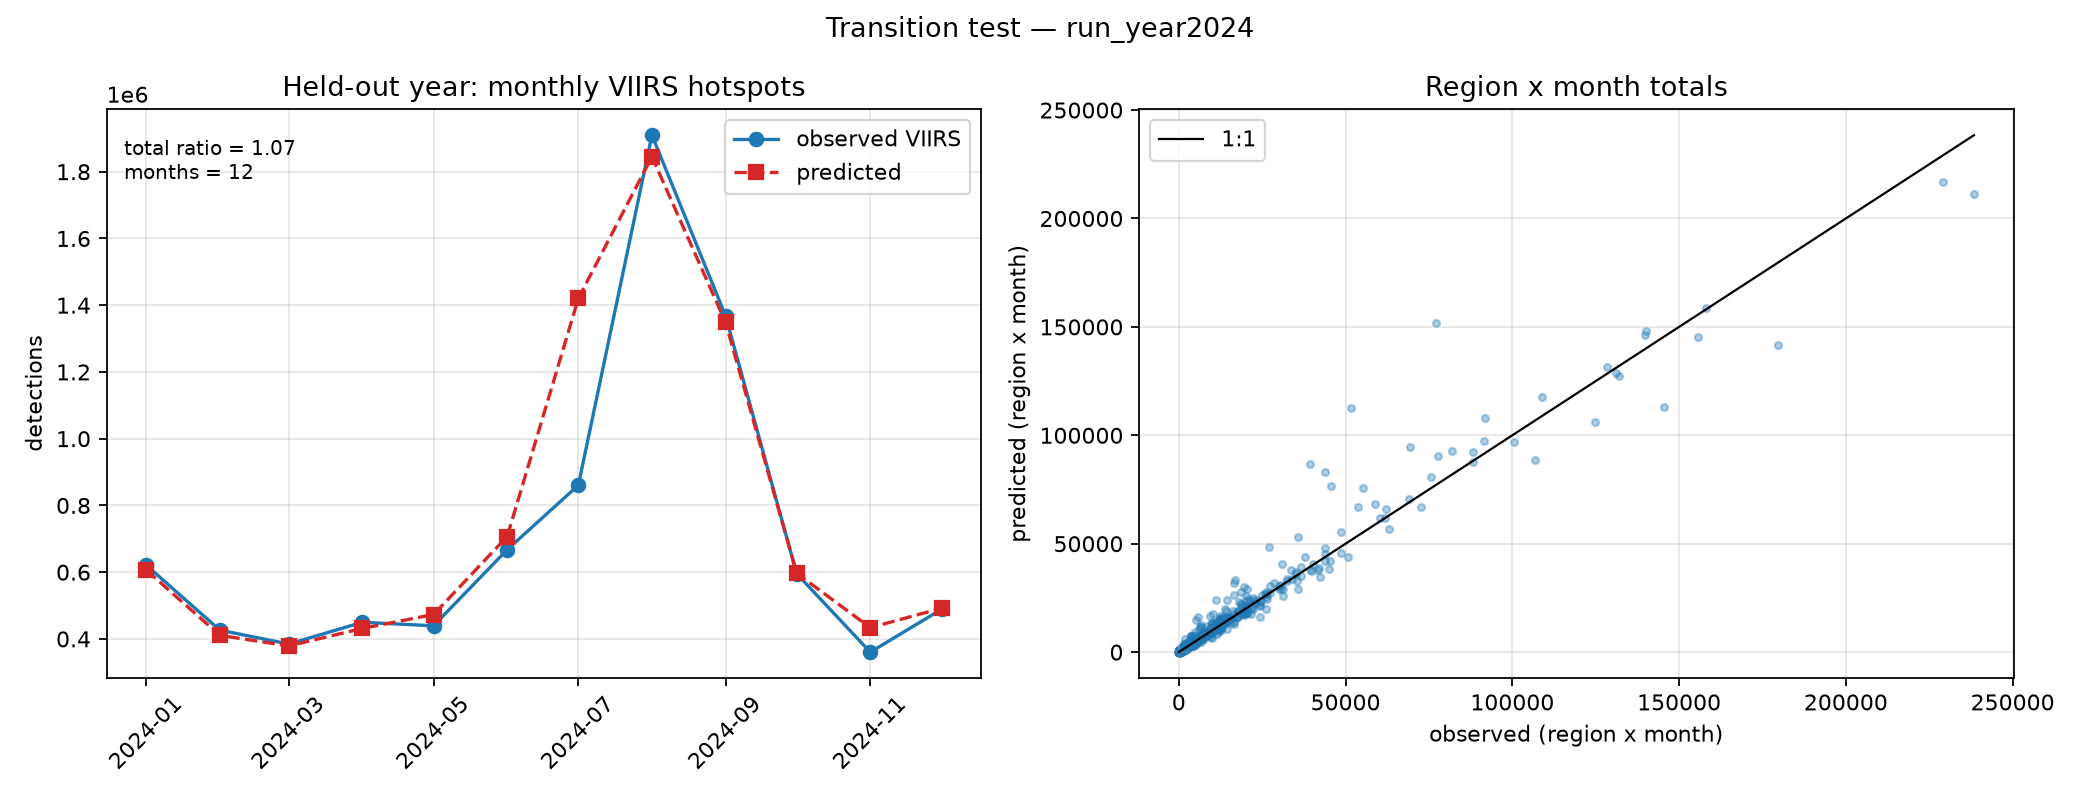 Transition test — run_year2024
Held-out year: monthly VIIRS hotspots
1e6
total ratio = 1.07
months = 12
observed VIIRS
predicted
detections
1.8
1.6
1.4
1.2
1.0
0.8
0.6
0.4
2024-01
2024-03
2024-05
2024-07
2024-09
2024-11
Region x month totals
1:1
predicted (region x month)
250000
200000
150000
100000
50000
0
0
50000
100000
150000
200000
250000
observed (region x month)